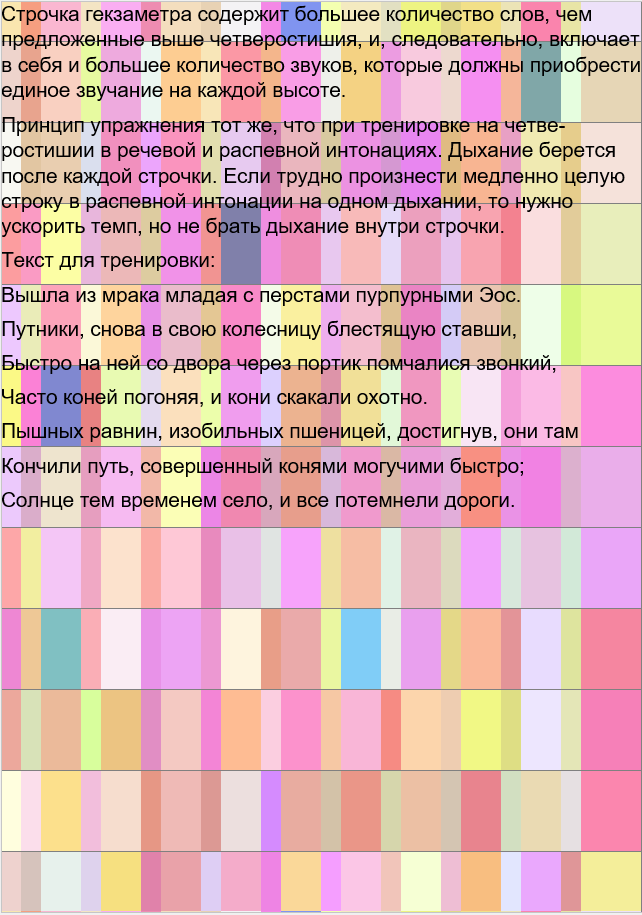 Строчка гекзаметра содержит большее количество слов, чем
предложенные выше четверостишия, и, следовательно, включает
в себя и большее количество звуков, которые должны приобрести
единое звучание на каждой высоте.
Принцип упражнения тот же, что при тренировке на четве-
ростишии в речевой и распевной интонациях. Дыхание берется
после каждой строчки. Если трудно произнести медленно целую
строку в распевной интонации на одном дыхании, то нужно
ускорить темп, но не брать дыхание внутри строчки.
Текст для тренировки:
Вышла из мрака младая с перстами пурпурными Эос.
Путники, снова в свою колесницу блестящую ставши,
Быстро на ней со двора через портик помчалися звонкий,
Часто коней погоняя, и кони скакали охотно.
Пышных равнин, изобильных пшеницей, достигнув, они там
Кончили путь, совершенный конями могучими быстро;
Солнце тем временем село, и все потемнели дороги.